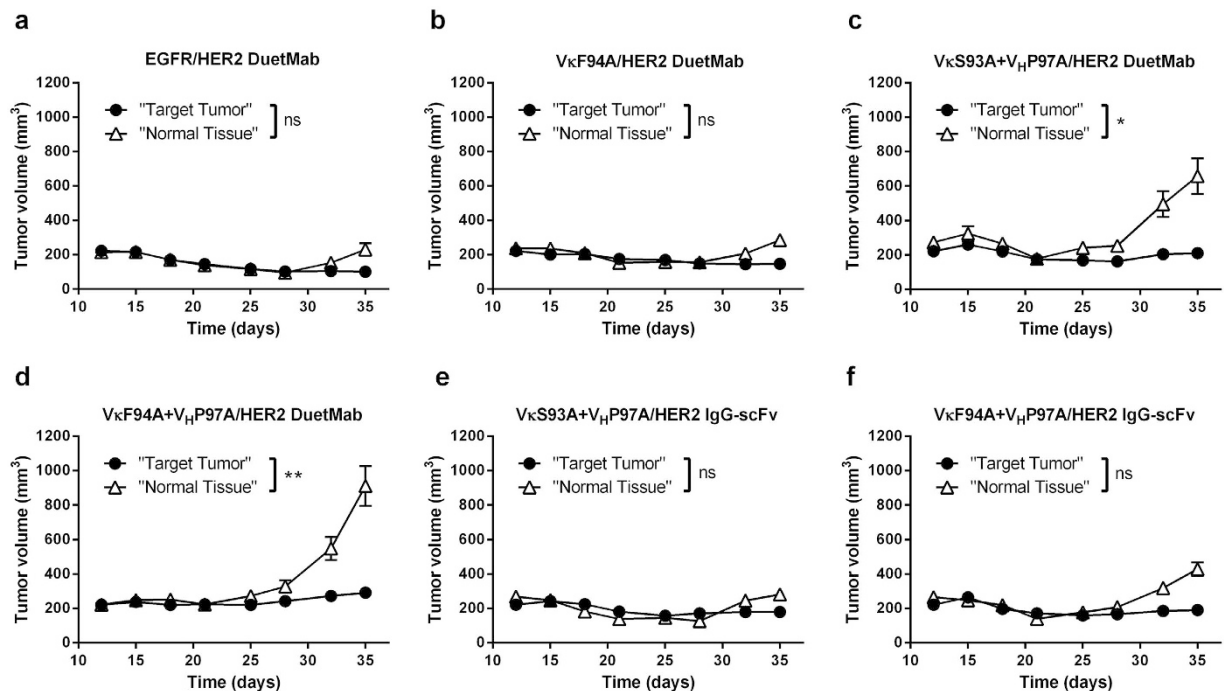 a
EGFR/HER2 DuetMab
1200
1000
800
600
400
200
0
Tumor volume (mm³)
"Target Tumor"
"Normal Tissue"
ns
10 15 20 25 30 35
Time (days)
b
VκF94A/HER2 DuetMab
1200
1000
800
600
400
200
0
Tumor volume (mm³)
"Target Tumor"
"Normal Tissue"
ns
10 15 20 25 30 35
Time (days)
c
VκS93A+VHP97A/HER2 DuetMab
1200
1000
800
600
400
200
0
Tumor volume (mm³)
"Target Tumor"
"Normal Tissue"
*
10 15 20 25 30 35
Time (days)
d
VκF94A+VHP97A/HER2 DuetMab
1200
1000
800
600
400
200
0
Tumor volume (mm³)
"Target Tumor"
"Normal Tissue"
**
10 15 20 25 30 35
Time (days)
e
VκS93A+VHP97A/HER2 IgG-scFv
1200
1000
800
600
400
200
0
Tumor volume (mm³)
"Target Tumor"
"Normal Tissue"
ns
10 15 20 25 30 35
Time (days)
f
VκF94A+VHP97A/HER2 IgG-scFv
1200
1000
800
600
400
200
0
Tumor volume (mm³)
"Target Tumor"
"Normal Tissue"
ns
10 15 20 25 30 35
Time (days)